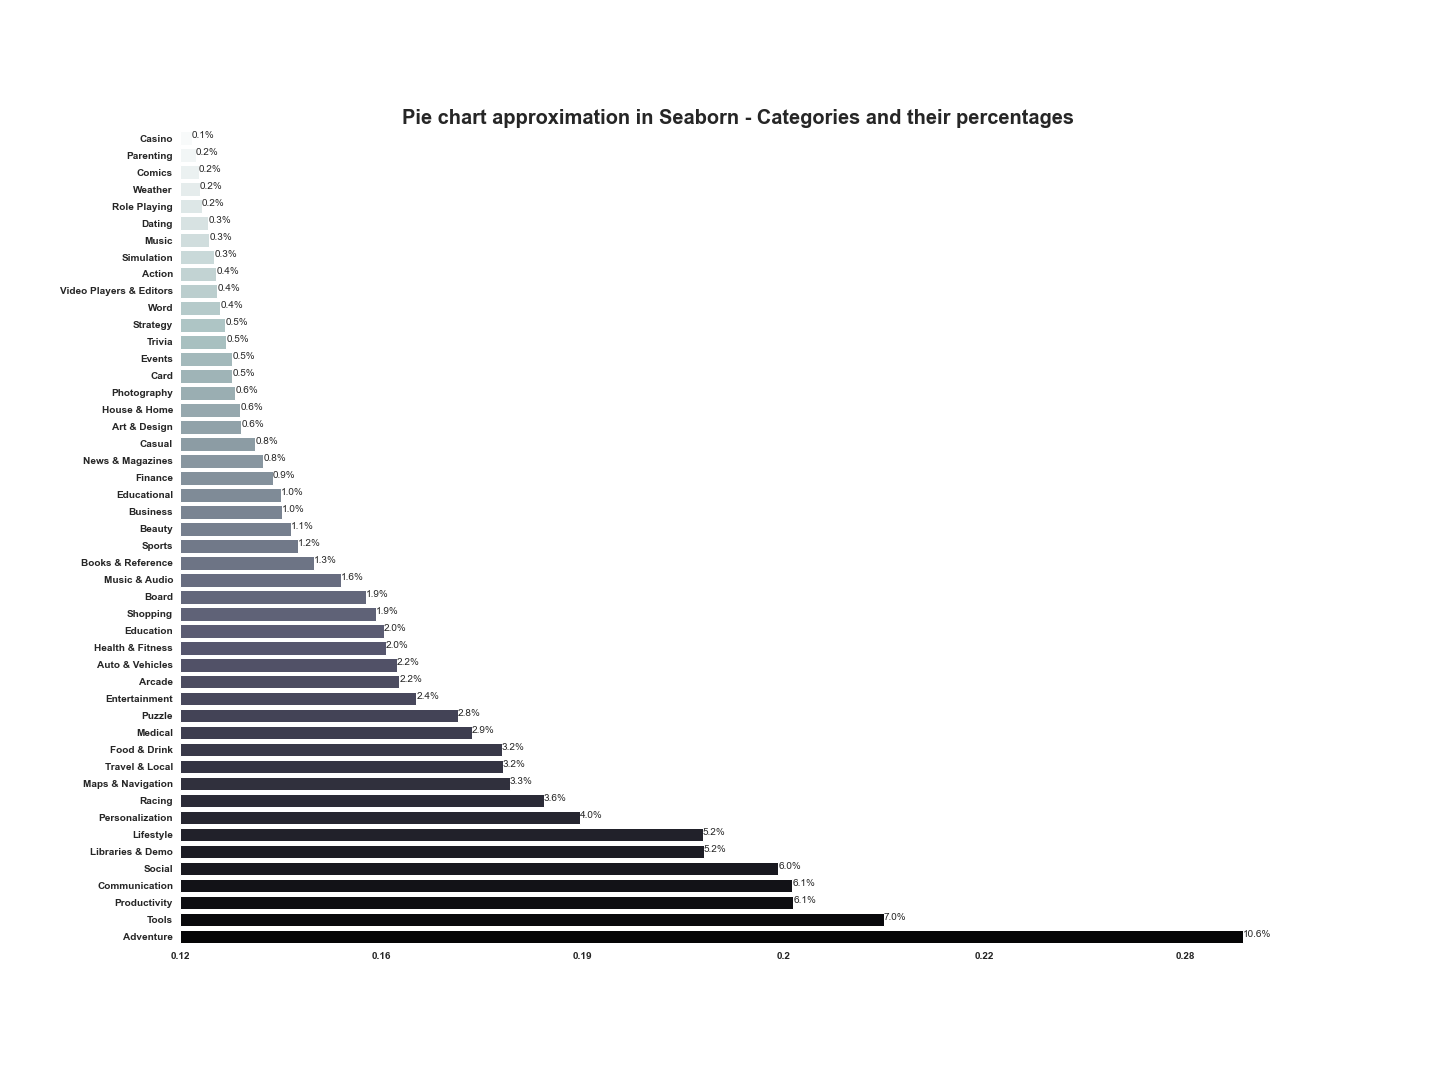 Pie chart approximation in Seaborn - Categories and their percentages
Casino 0.1%
Parenting 0.2%
Comics 0.2%
Weather 0.2%
Role Playing 0.2%
Dating 0.3%
Music 0.3%
Simulation 0.3%
Action 0.4%
Video Players & Editors 0.4%
Word 0.4%
Strategy 0.5%
Trivia 0.5%
Events 0.5%
Card 0.5%
Photography 0.6%
House & Home 0.6%
Art & Design 0.6%
Casual 0.8%
News & Magazines 0.8%
Finance 0.9%
Educational 1.0%
Business 1.0%
Beauty 1.1%
Sports 1.2%
Books & Reference 1.3%
Music & Audio 1.6%
Board 1.9%
Shopping 1.9%
Education 2.0%
Health & Fitness 2.0%
Auto & Vehicles 2.2%
Arcade 2.2%
Entertainment 2.4%
Puzzle 2.8%
Medical 2.9%
Food & Drink 3.2%
Travel & Local 3.2%
Maps & Navigation 3.3%
Racing 3.6%
Personalization 4.0%
Lifestyle 5.2%
Libraries & Demo 5.2%
Social 6.0%
Communication 6.1%
Productivity 6.1%
Tools 7.0%
Adventure 10.6%
0.12 0.16 0.19 0.2 0.22 0.28